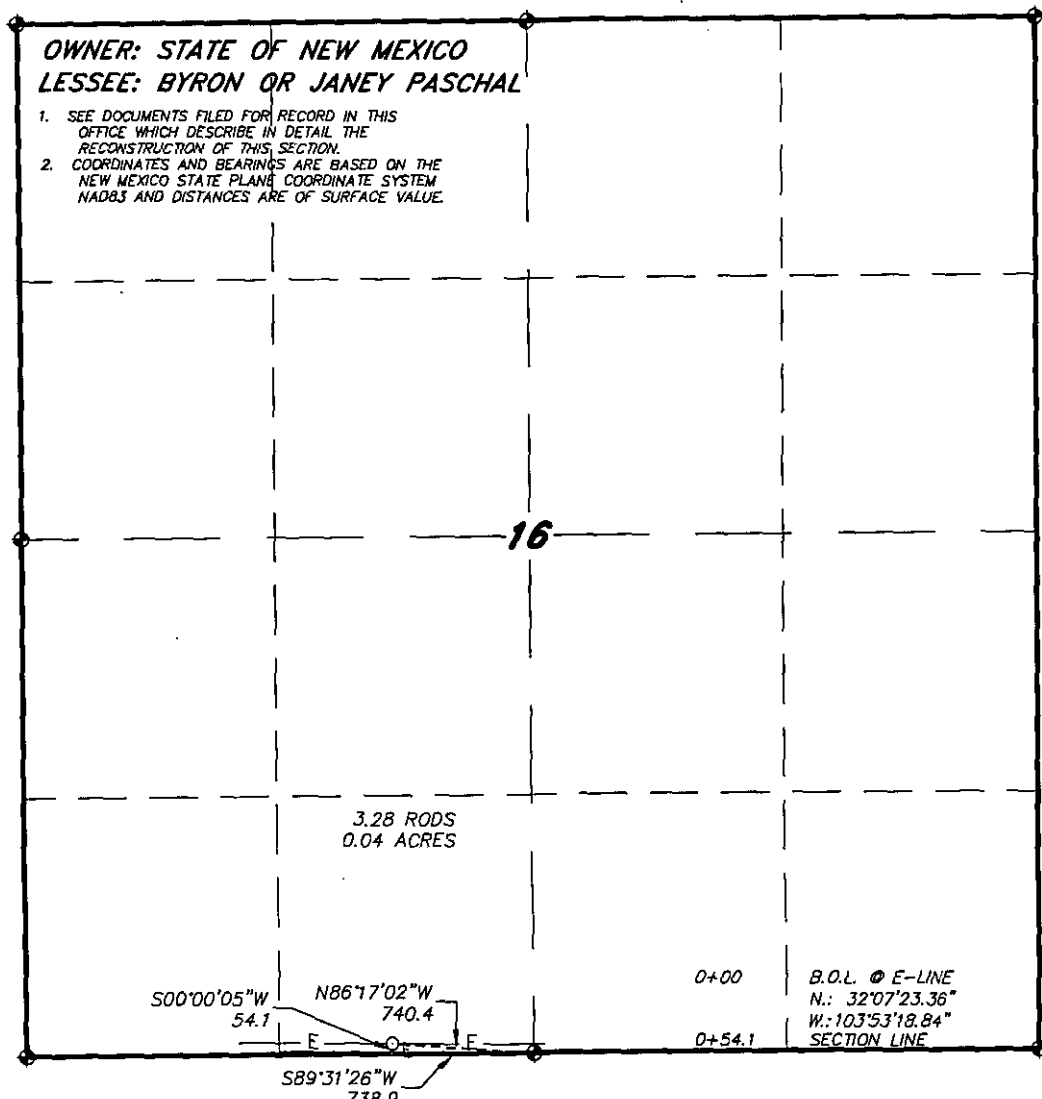 OWNER: STATE OF NEW MEXICO
LESSEE: BYRON OR JANEY PASCHAL
1. SEE DOCUMENTS FILED FOR RECORD IN THIS
OFFICE WHICH DESCRIBE IN DETAIL THE
RECONSTRUCTION OF THIS SECTION.
2. COORDINATES AND BEARINGS ARE BASED ON THE
NEW MEXICO STATE PLANE COORDINATE SYSTEM
NAD83 AND DISTANCES ARE OF SURFACE VALUE.
16
3.28 RODS
0.04 ACRES
0+00 B.O.L. @ E-LINE
N.: 32°07'23.36"
W.: 103°53'18.84"
0+54.1 SECTION LINE
S00°00'05"W
54.1
N86°17'02"W
740.4
E E E
S89°31'26"W
738.9